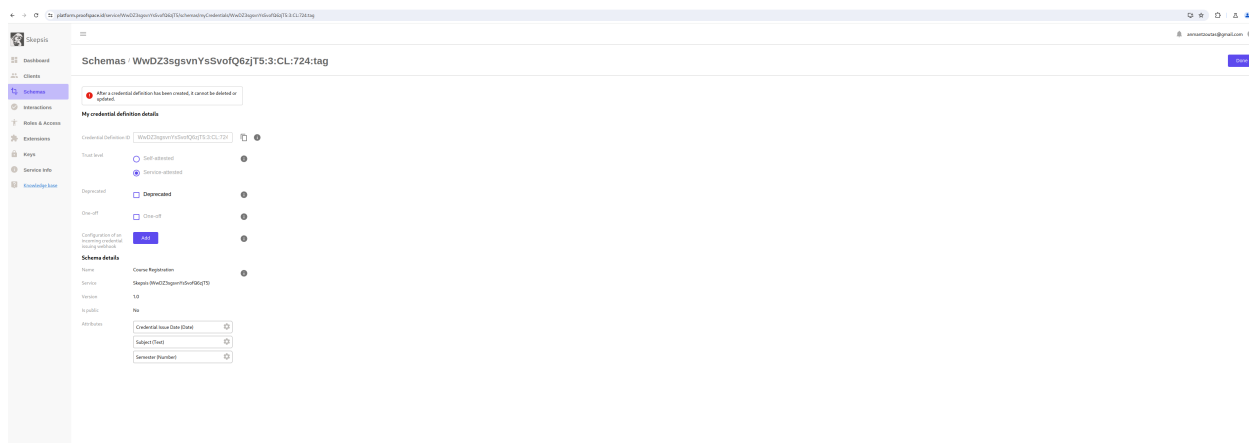 platform.proofspace.id/service/WwDZ3sgsvnYsSvofQ6zjT5/schemas/myCredentials/WwDZ3sgsvnYsSvofQ6zjT5:3:CL:724:tag
Skepsis
anmantzoutas@gmail.com
Dashboard
Clients
Schemas
Interactions
Roles & Access
Extensions
Keys
Service Info
Knowledge base
Schemas / WwDZ3sgsvnYsSvofQ6zjT5:3:CL:724:tag
Done
After a credential definition has been created, it cannot be deleted or
updated.
My credential definition details
Credential Definition ID WwDZ3sgsvnYsSvofQ6zjT5:3:CL:724
Trust level
Self-attested
Service-attested
Deprecated
Deprecated
One-off
One-off
Configuration of an
incoming credential
issuing webhook
Add
Schema details
Name Course Registration
Service Skepsis (WwDZ3sgsvnYsSvofQ6zjT5)
Version 1.0
Is public No
Attributes
Credential Issue Date (Date)
Subject (Text)
Semester (Number)